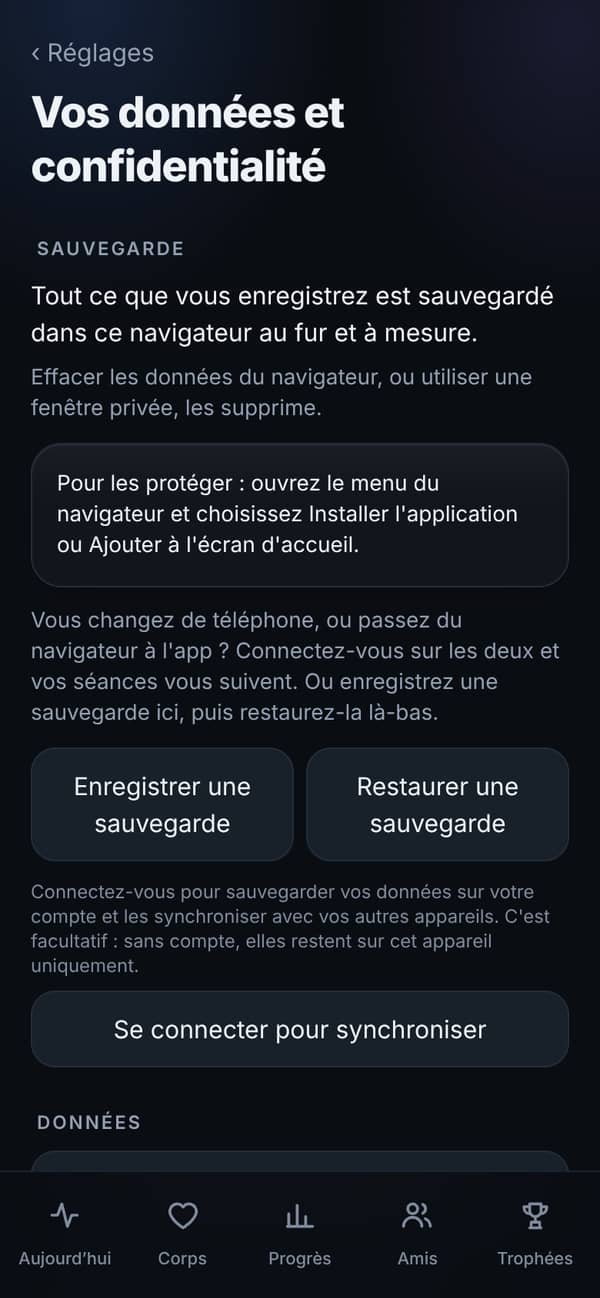 ‹ Réglages
Vos données et
confidentialité
SAUVEGARDE
Tout ce que vous enregistrez est sauvegardé
dans ce navigateur au fur et à mesure.
Effacer les données du navigateur, ou utiliser une
fenêtre privée, les supprime.
Pour les protéger : ouvrez le menu du
navigateur et choisissez Installer l'application
ou Ajouter à l'écran d'accueil.
Vous changez de téléphone, ou passez du
navigateur à l'app ? Connectez-vous sur les deux et
vos séances vous suivent. Ou enregistrez une
sauvegarde ici, puis restaurez-la là-bas.
Enregistrer une
sauvegarde
Restaurer une
sauvegarde
Connectez-vous pour sauvegarder vos données sur votre
compte et les synchroniser avec vos autres appareils. C'est
facultatif : sans compte, elles restent sur cet appareil
uniquement.
Se connecter pour synchroniser
DONNÉES
Aujourd’hui
Corps
Progrès
Amis
Trophées